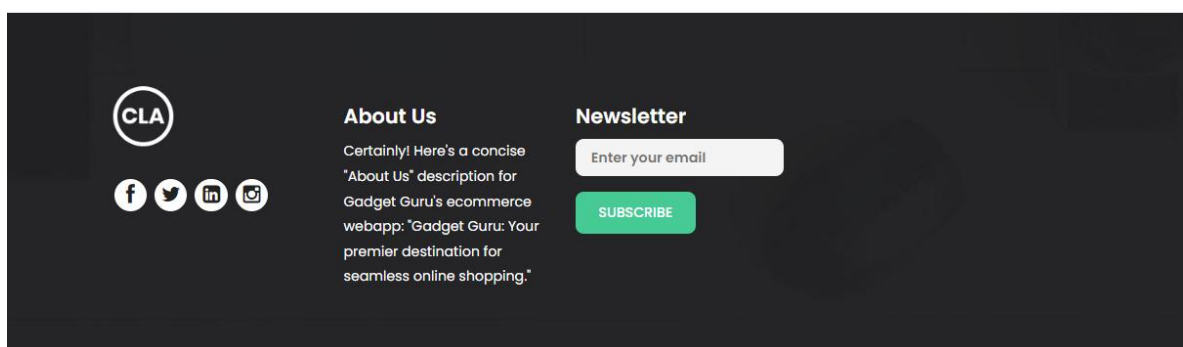 CLA
About Us
Certainly! Here's a concise
"About Us" description for
Gadget Guru's ecommerce
webapp: "Gadget Guru: Your
premier destination for
seamless online shopping."
Newsletter
Enter your email
SUBSCRIBE